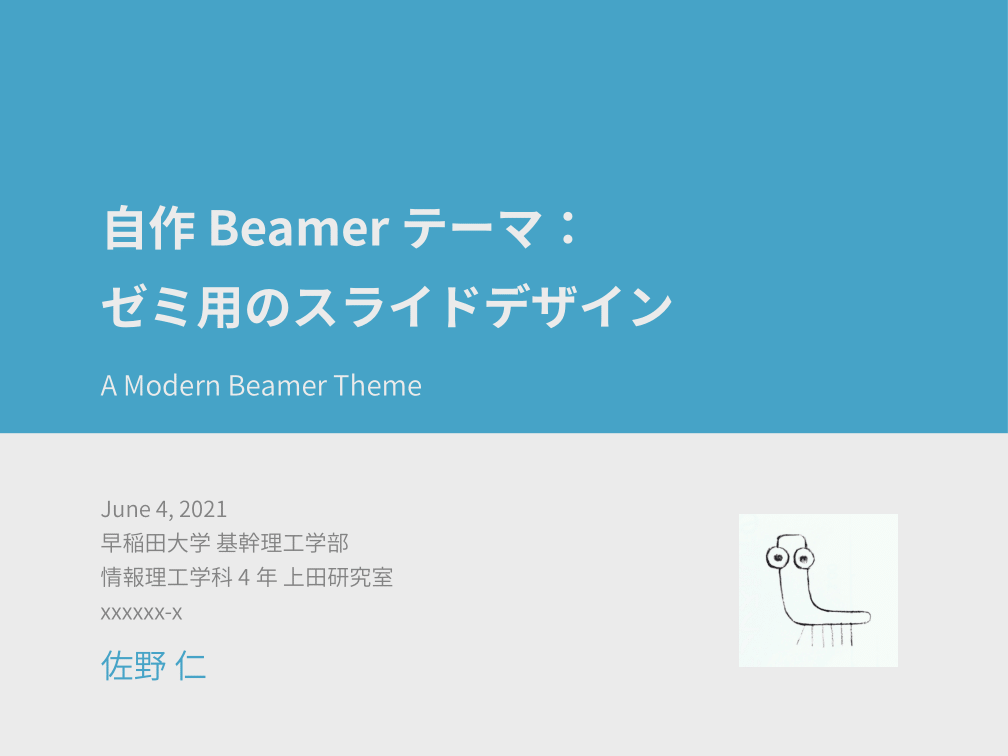 自作 Beamer テーマ：
ゼミ用のスライドデザイン
A Modern Beamer Theme
June 4, 2021
早稲田大学 基幹理工学部
情報理工学科 4 年 上田研究室
xxxxxx-x
佐野 仁